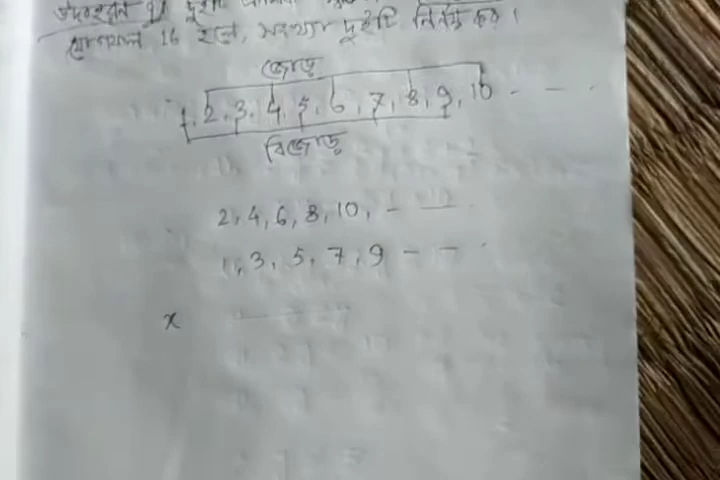 উদাহরণ দুইটি
যোগফল 16 হলে, সংখ্যা দুইটি নির্ণয় কর।
জোড়
1, 2, 3, 4, 5, 6, 7, 8, 9, 10 - - -
বিজোড়
2, 4, 6, 8, 10, - —
1, 3, 5, 7, 9 - -
x